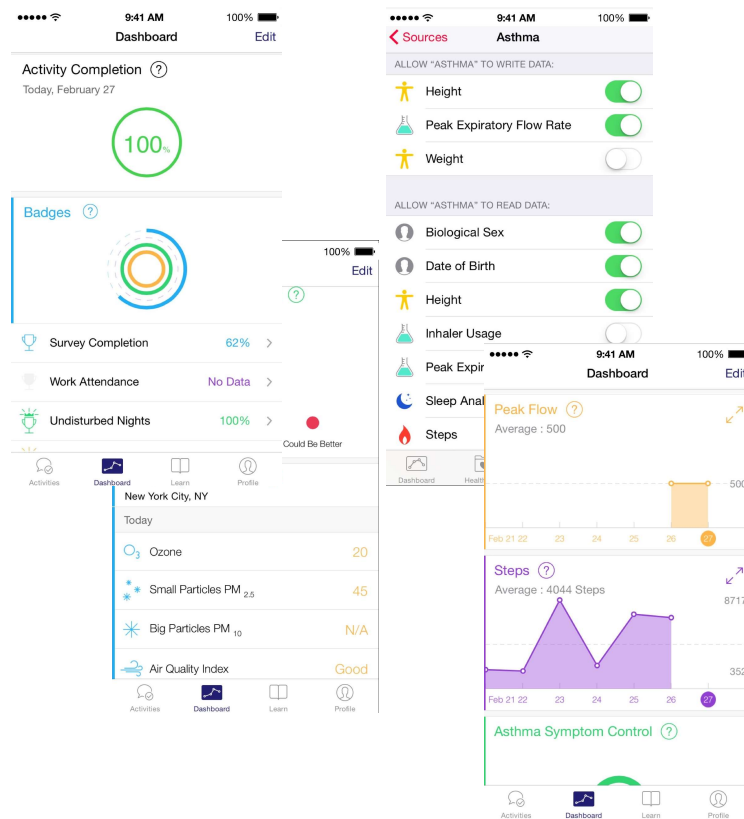 9:41 AM 100%
Dashboard Edit
Activity Completion ?
Today, February 27
100%
Badges ?
Survey Completion 62%
Work Attendance No Data
Undisturbed Nights 100%
Activities Dashboard Learn Profile
100%
Edit
?
Could Be Better
New York City, NY
Today
O3 Ozone 20
Small Particles PM 2.5 45
Big Particles PM 10 N/A
Air Quality Index Good
Activities Dashboard Learn Profile
9:41 AM 100%
Sources Asthma
ALLOW "ASTHMA" TO WRITE DATA:
Height
Peak Expiratory Flow Rate
Weight
ALLOW "ASTHMA" TO READ DATA:
Biological Sex
Date of Birth
Height
Inhaler Usage
Peak Expir
Sleep Anal
Steps
Dashboard Healt
9:41 AM 100%
Dashboard Edit
Peak Flow ?
Average : 500
500
Feb 21 22 23 24 25 26 27
Steps ?
Average : 4044 Steps
8717
352
Feb 21 22 23 24 25 26 27
Asthma Symptom Control ?
Activities Dashboard Learn Profile